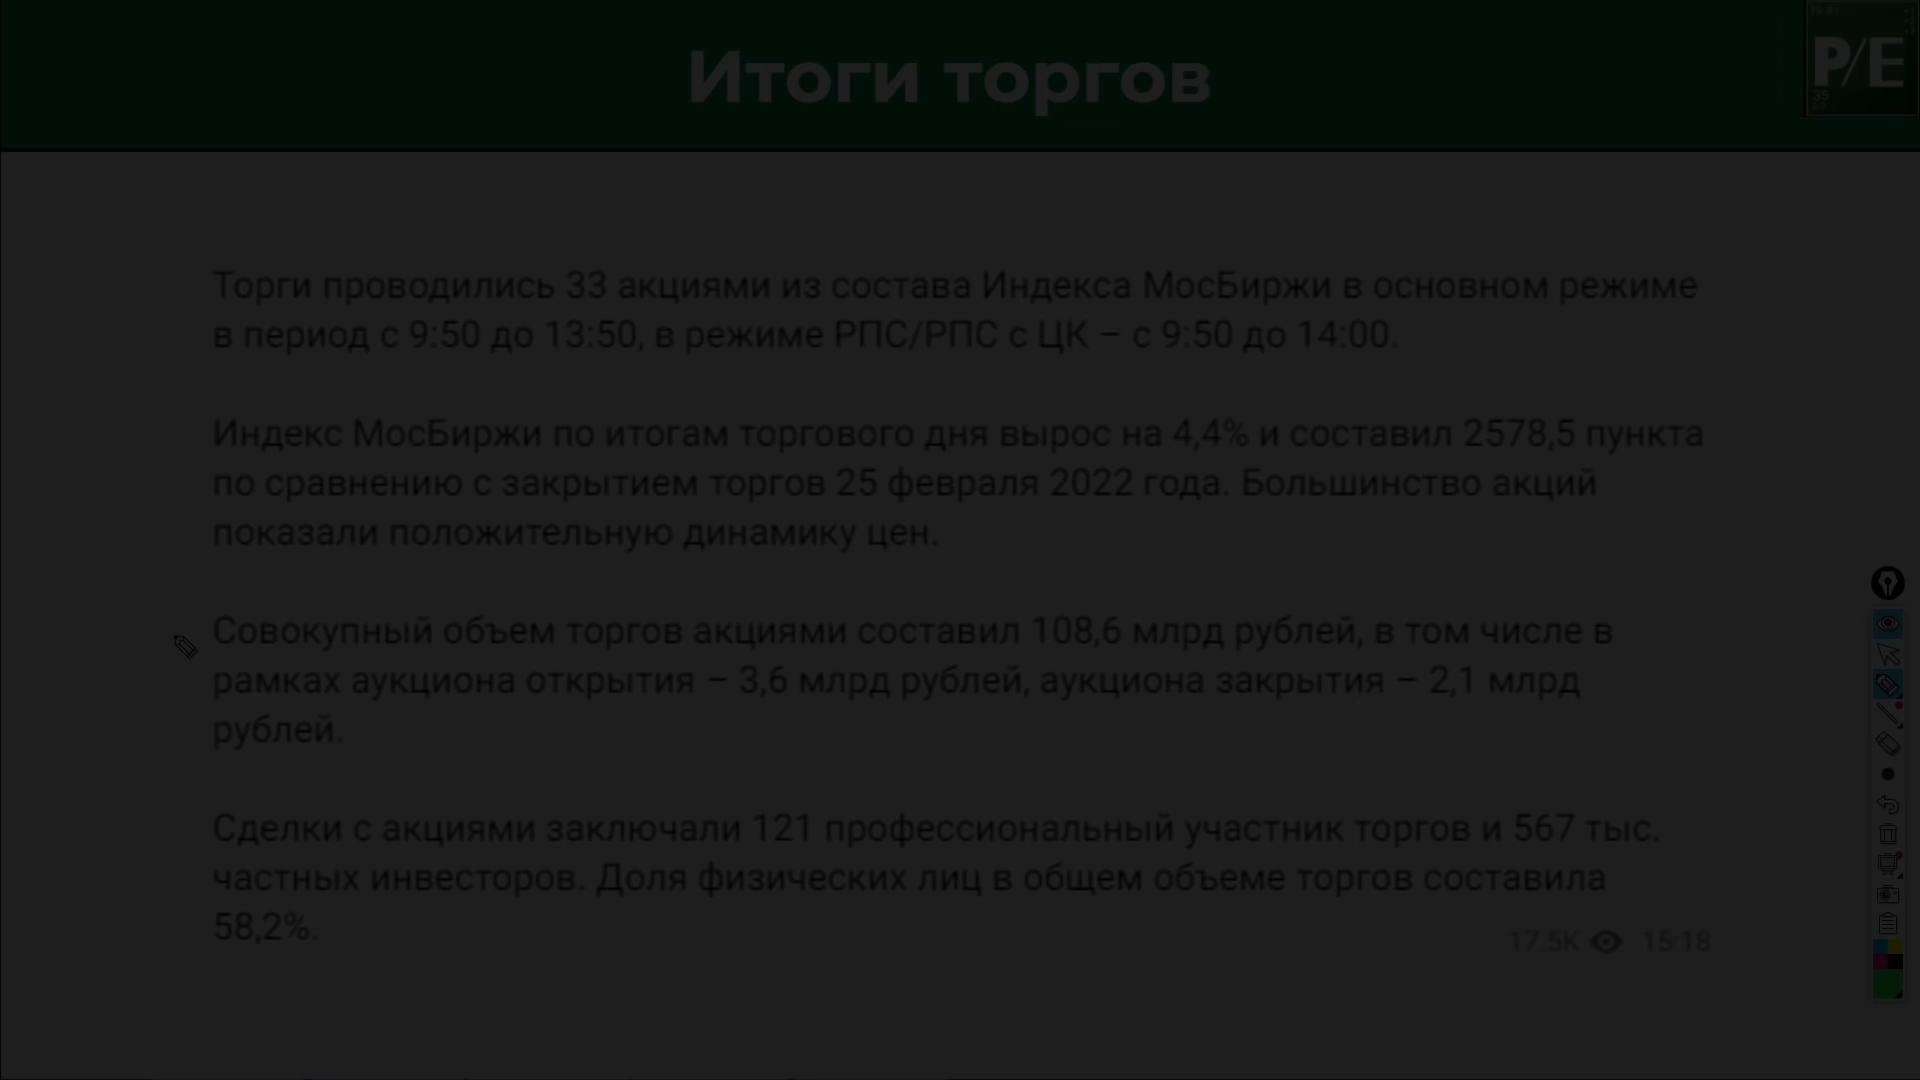 Итоги торгов
P/E
35
Торги проводились 33 акциями из состава Индекса МосБиржи в основном режиме
в период с 9:50 до 13:50, в режиме РПС/РПС с ЦК – с 9:50 до 14:00.
Индекс МосБиржи по итогам торгового дня вырос на 4,4% и составил 2578,5 пункта
по сравнению с закрытием торгов 25 февраля 2022 года. Большинство акций
показали положительную динамику цен.
Совокупный объем торгов акциями составил 108,6 млрд рублей, в том числе в
рамках аукциона открытия – 3,6 млрд рублей, аукциона закрытия – 2,1 млрд
рублей.
Сделки с акциями заключали 121 профессиональный участник торгов и 567 тыс.
частных инвесторов. Доля физических лиц в общем объеме торгов составила
58,2%.
17.5K 15:18